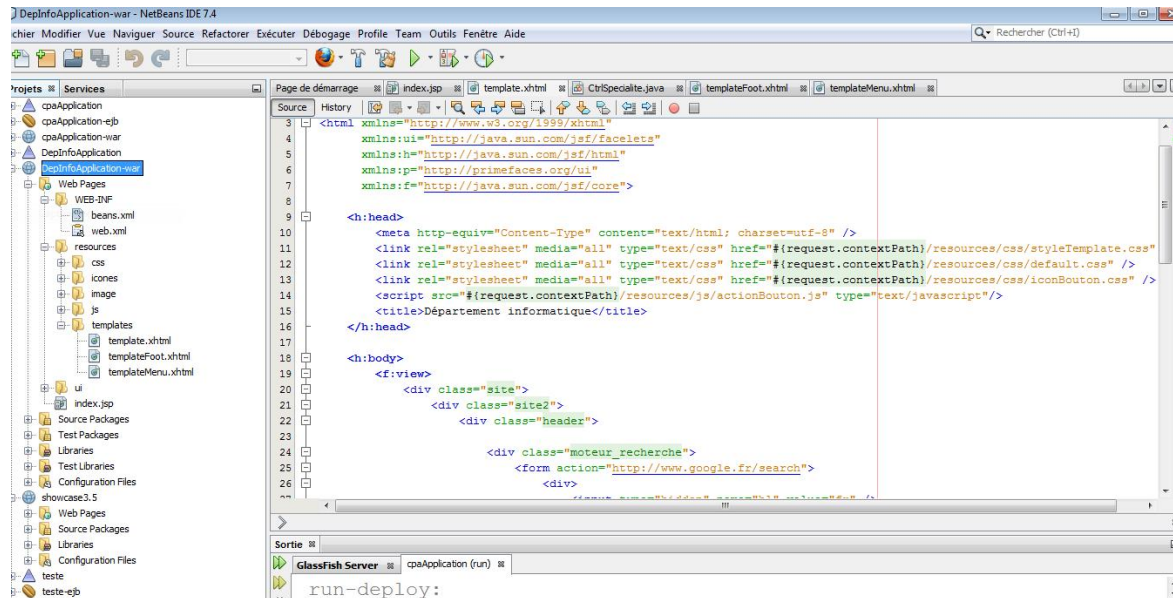 DepInfoApplication-war - NetBeans IDE 7.4
chier Modifier Vue Naviguer Source Refactorer Exécuter Débogage Profile Team Outils Fenêtre Aide
Rechercher (Ctrl+I)
Projets Services
cpaApplication
cpaApplication-ejb
cpaApplication-war
DepInfoApplication
DepInfoApplication-war
Web Pages
WEB-INF
beans.xml
web.xml
resources
css
icones
image
js
templates
template.xhtml
templateFoot.xhtml
templateMenu.xhtml
ui
index.jsp
Source Packages
Test Packages
Libraries
Test Libraries
Configuration Files
showcase3.5
Web Pages
Source Packages
Libraries
Configuration Files
teste
teste-ejb
Page de démarrage index.jsp template.xhtml CtrlSpecialite.java templateFoot.xhtml templateMenu.xhtml
Source History
3 <html xmlns="http://www.w3.org/1999/xhtml"
4 xmlns:ui="http://java.sun.com/jsf/facelets"
5 xmlns:h="http://java.sun.com/jsf/html"
6 xmlns:p="http://primefaces.org/ui"
7 xmlns:f="http://java.sun.com/jsf/core">
8
9 <h:head>
10 <meta http-equiv="Content-Type" content="text/html; charset=utf-8" />
11 <link rel="stylesheet" media="all" type="text/css" href="#{request.contextPath}/resources/css/styleTemplate.css"
12 <link rel="stylesheet" media="all" type="text/css" href="#{request.contextPath}/resources/css/default.css" />
13 <link rel="stylesheet" media="all" type="text/css" href="#{request.contextPath}/resources/css/iconBouton.css" />
14 <script src="#{request.contextPath}/resources/js/actionBouton.js" type="text/javascript"/>
15 <title>Département informatique</title>
16 </h:head>
17
18 <h:body>
19 <f:view>
20 <div class="site">
21 <div class="site2">
22 <div class="header">
23
24 <div class="moteur_recherche">
25 <form action="http://www.google.fr/search">
26 <div>
Sortie
GlassFish Server cpaApplication (run)
run-deploy: